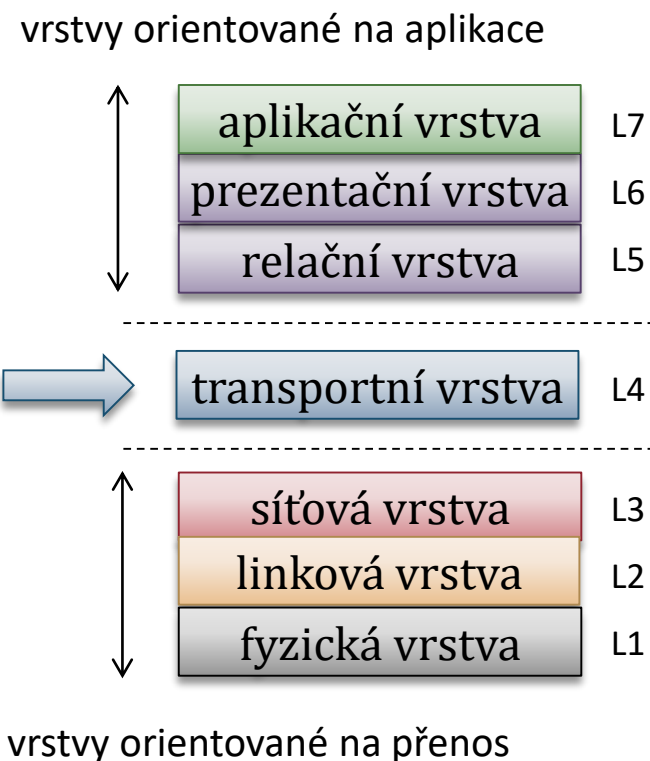 vrstvy orientované na aplikace
aplikační vrstva L7
prezentační vrstva L6
relační vrstva L5
transportní vrstva L4
síťová vrstva L3
linková vrstva L2
fyzická vrstva L1
vrstvy orientované na přenos